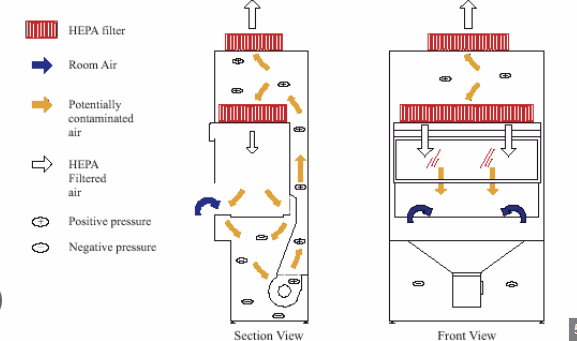 HEPA filter
Room Air
Potentially
contaminated
air
HEPA
Filtered
air
Positive pressure
Negative pressure
Section View
Front View